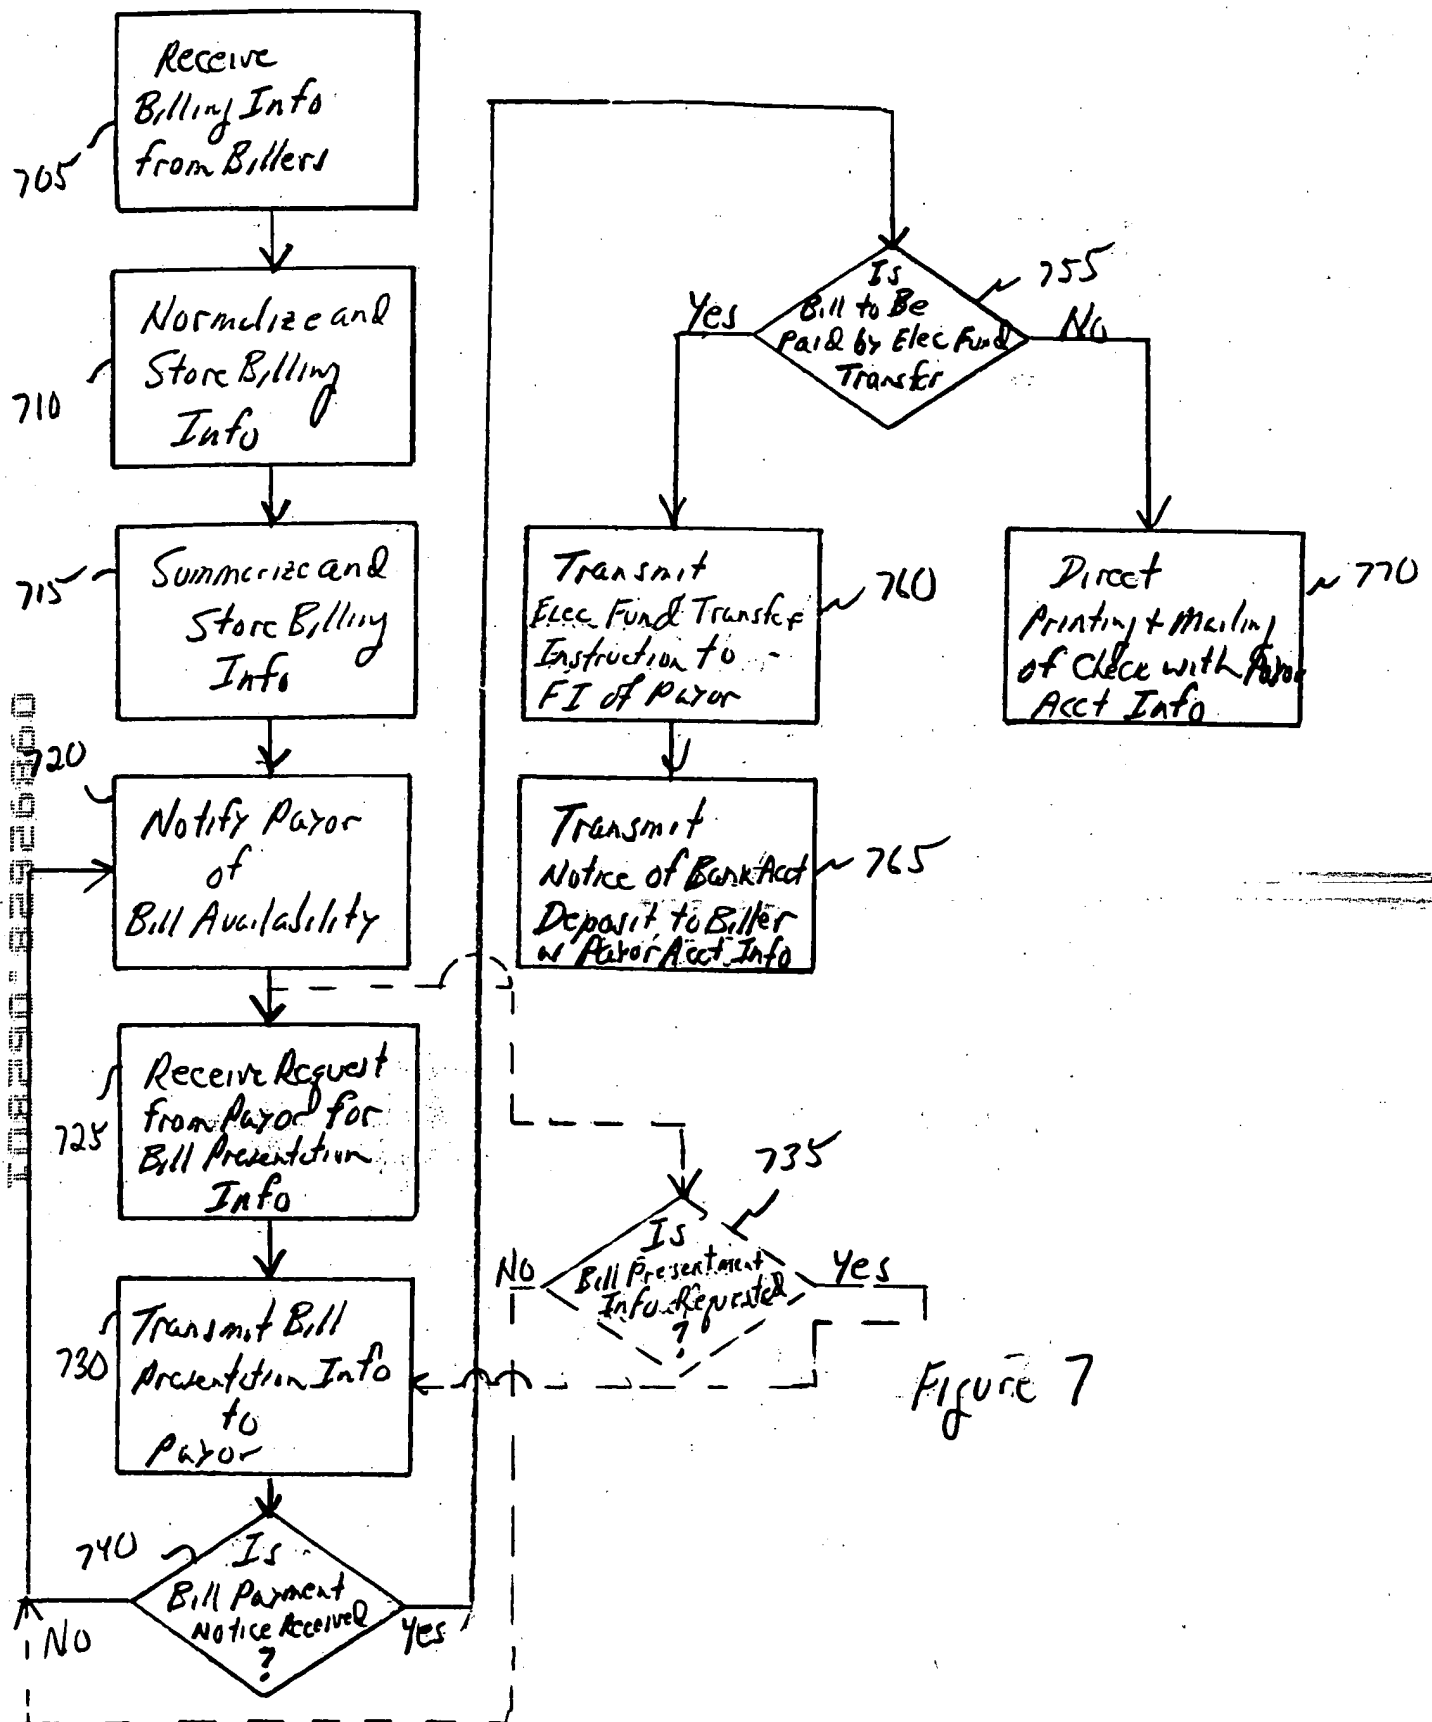 Receive
Billing Info
from Billers
705
Normalize and
Store Billing
Info
710
Summarize and
Store Billing
Info
715
720
Notify Payor
of
Bill Availability
Receive Request
from Payor for
Bill Presentation
Info
725
Transmit Bill
Presentation Info
to
Payor
730
740
Is
Bill Payment
Notice Received
?
No
Yes
Is
Bill to Be
Paid by Elec Fund
Transfer
755
Yes
No
Transmit
Elec Fund Transfer
Instruction to
FI of Payor
760
Direct
Printing + Mailing
of Check with Payor
Acct Info
770
Transmit
Notice of Bank Acct
Deposit to Biller
w Payor Acct Info
765
735
Is
Bill Presentment
Info Requested
?
No
Yes
Figure 7